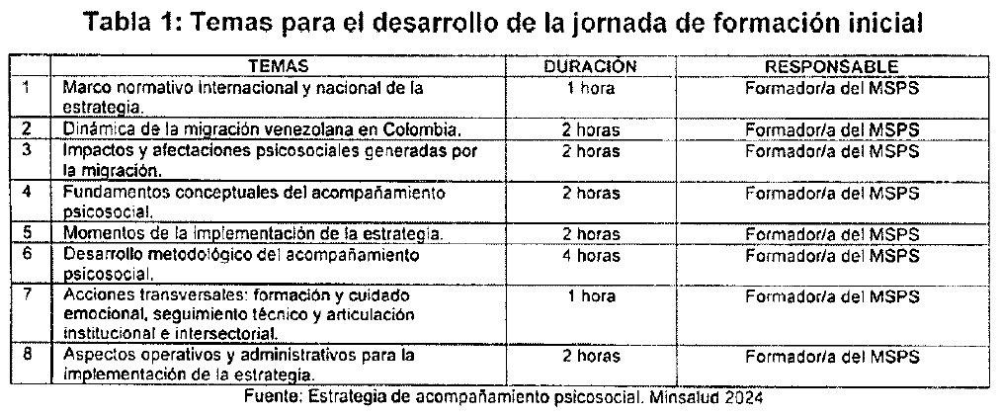 Tabla 1: Temas para el desarrollo de la jornada de formación inicial
TEMAS DURACIÓN RESPONSABLE
1 Marco normativo internacional y nacional de la 1 hora Formador/a del MSPS
estrategia.
2 Dinámica de la migración venezolana en Colombia. 2 horas Formador/a del MSPS
3 Impactos y afectaciones psicosociales generadas por 2 horas Formador/a del MSPS
la migración.
4 Fundamentos conceptuales del acompañamiento 2 horas Formador/a del MSPS
psicosocial.
5 Momentos de la implementación de la estrategia. 2 horas Formador/a del MSPS
6 Desarrollo metodológico del acompañamiento 4 horas Formador/a del MSPS
psicosocial.
7 Acciones transversales: formación y cuidado 1 hora Formador/a del MSPS
emocional, seguimiento técnico y articulación
institucional e intersectorial.
8 Aspectos operativos y administrativos para la 2 horas Formador/a del MSPS
implementación de la estrategia.
Fuente: Estrategia de acompañamiento psicosocial. Minsalud 2024